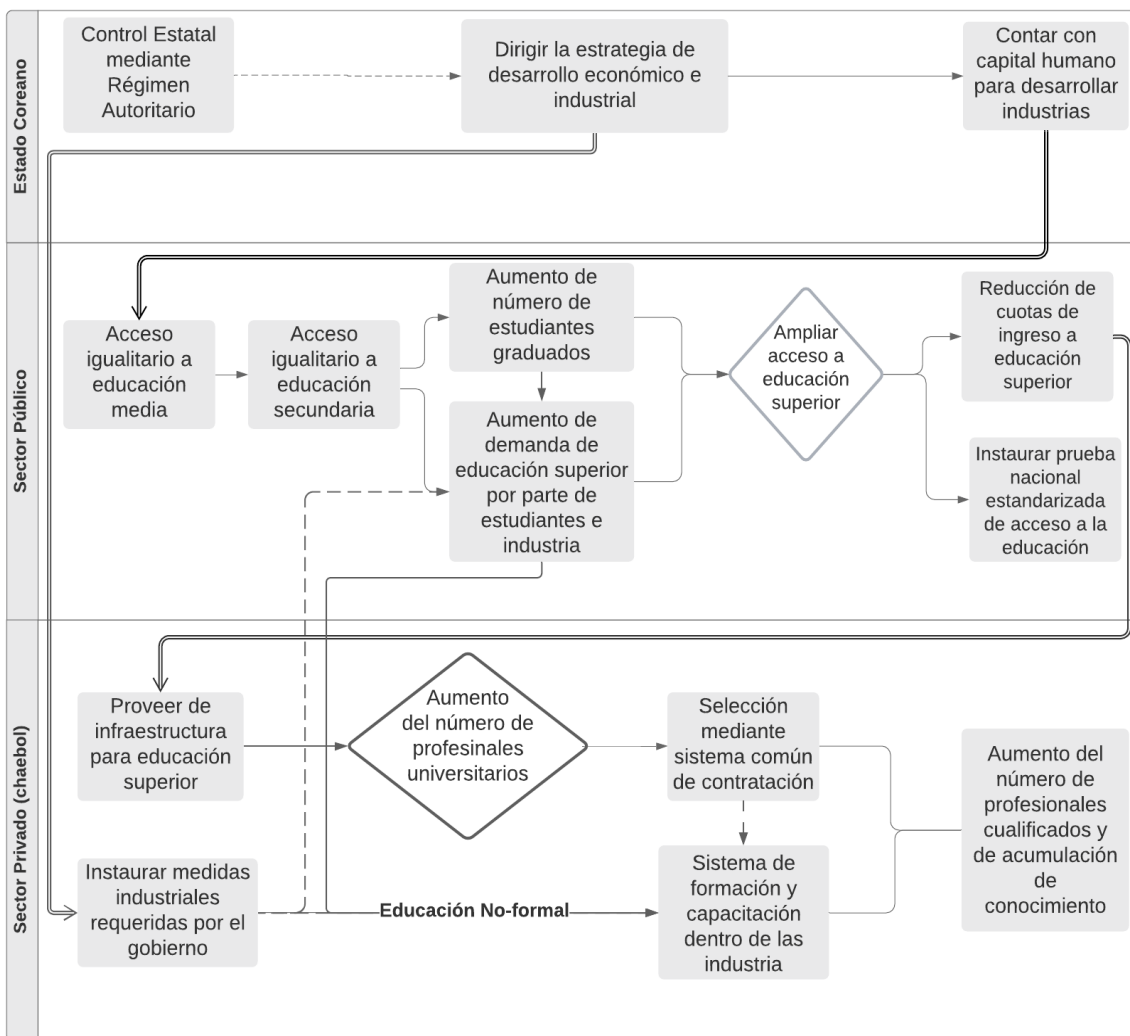 Estado Coreano
Control Estatal
mediante
Régimen
Autoritario
Dirigir la estrategia de
desarrollo económico e
industrial
Contar con
capital humano
para desarrollar
industrias
Sector Público
Acceso
igualitario a
educación
media
Acceso
igualitario a
educación
secundaria
Aumento de
número de
estudiantes
graduados
Aumento de
demanda de
educación superior
por parte de
estudiantes e
industria
Ampliar
acceso a
educación
superior
Reducción de
cuotas de
ingreso a
educación
superior
Instaurar prueba
nacional
estandarizada
de acceso a la
educación
Sector Privado (chaebol)
Proveer de
infraestructura
para educación
superior
Aumento
del número de
profesinales
universitarios
Selección
mediante
sistema común
de contratación
Instaurar medidas
industriales
requeridas por el
gobierno
Educación No-formal
Sistema de
formación y
capacitación
dentro de las
industria
Aumento del
número de
profesionales
cualificados y
de acumulación
de
conocimiento